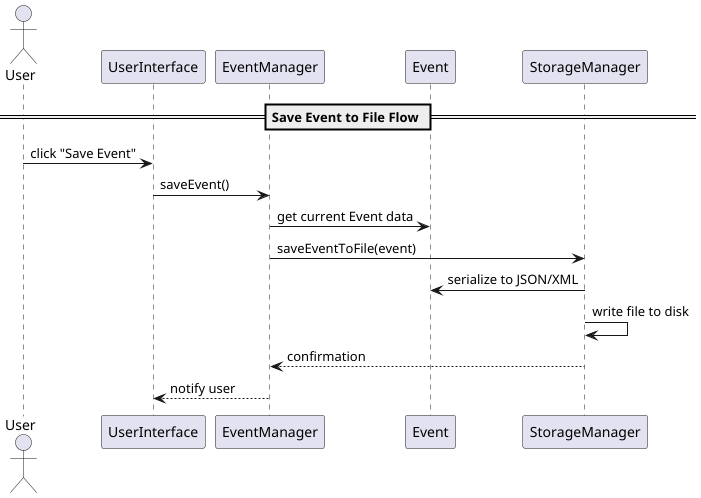 User
UserInterface
EventManager
Event
StorageManager
Save Event to File Flow
click "Save Event"
saveEvent()
get current Event data
saveEventToFile(event)
serialize to JSON/XML
write file to disk
confirmation
notify user
User
UserInterface
EventManager
Event
StorageManager